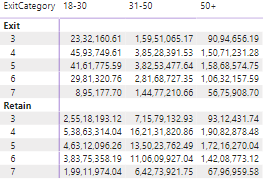 ExitCategory 18-30 31-50 50+
Exit
3 23,32,160.61 1,59,51,065.17 90,94,656.19
4 45,93,749.61 3,85,28,391.53 1,50,71,231.28
5 41,61,775.59 3,82,53,477.64 1,58,68,574.75
6 29,81,320.76 2,81,68,727.35 1,06,32,157.59
7 8,95,177.70 1,44,77,210.66 56,75,908.70
Retain
3 2,55,18,193.12 7,15,79,132.93 93,12,431.74
4 5,38,63,314.04 16,21,31,820.86 1,90,82,878.48
5 4,63,12,096.26 13,50,23,762.49 1,72,16,270.04
6 3,83,75,358.19 11,06,09,927.04 1,42,08,773.12
7 1,99,11,974.04 6,42,73,921.75 67,96,959.58